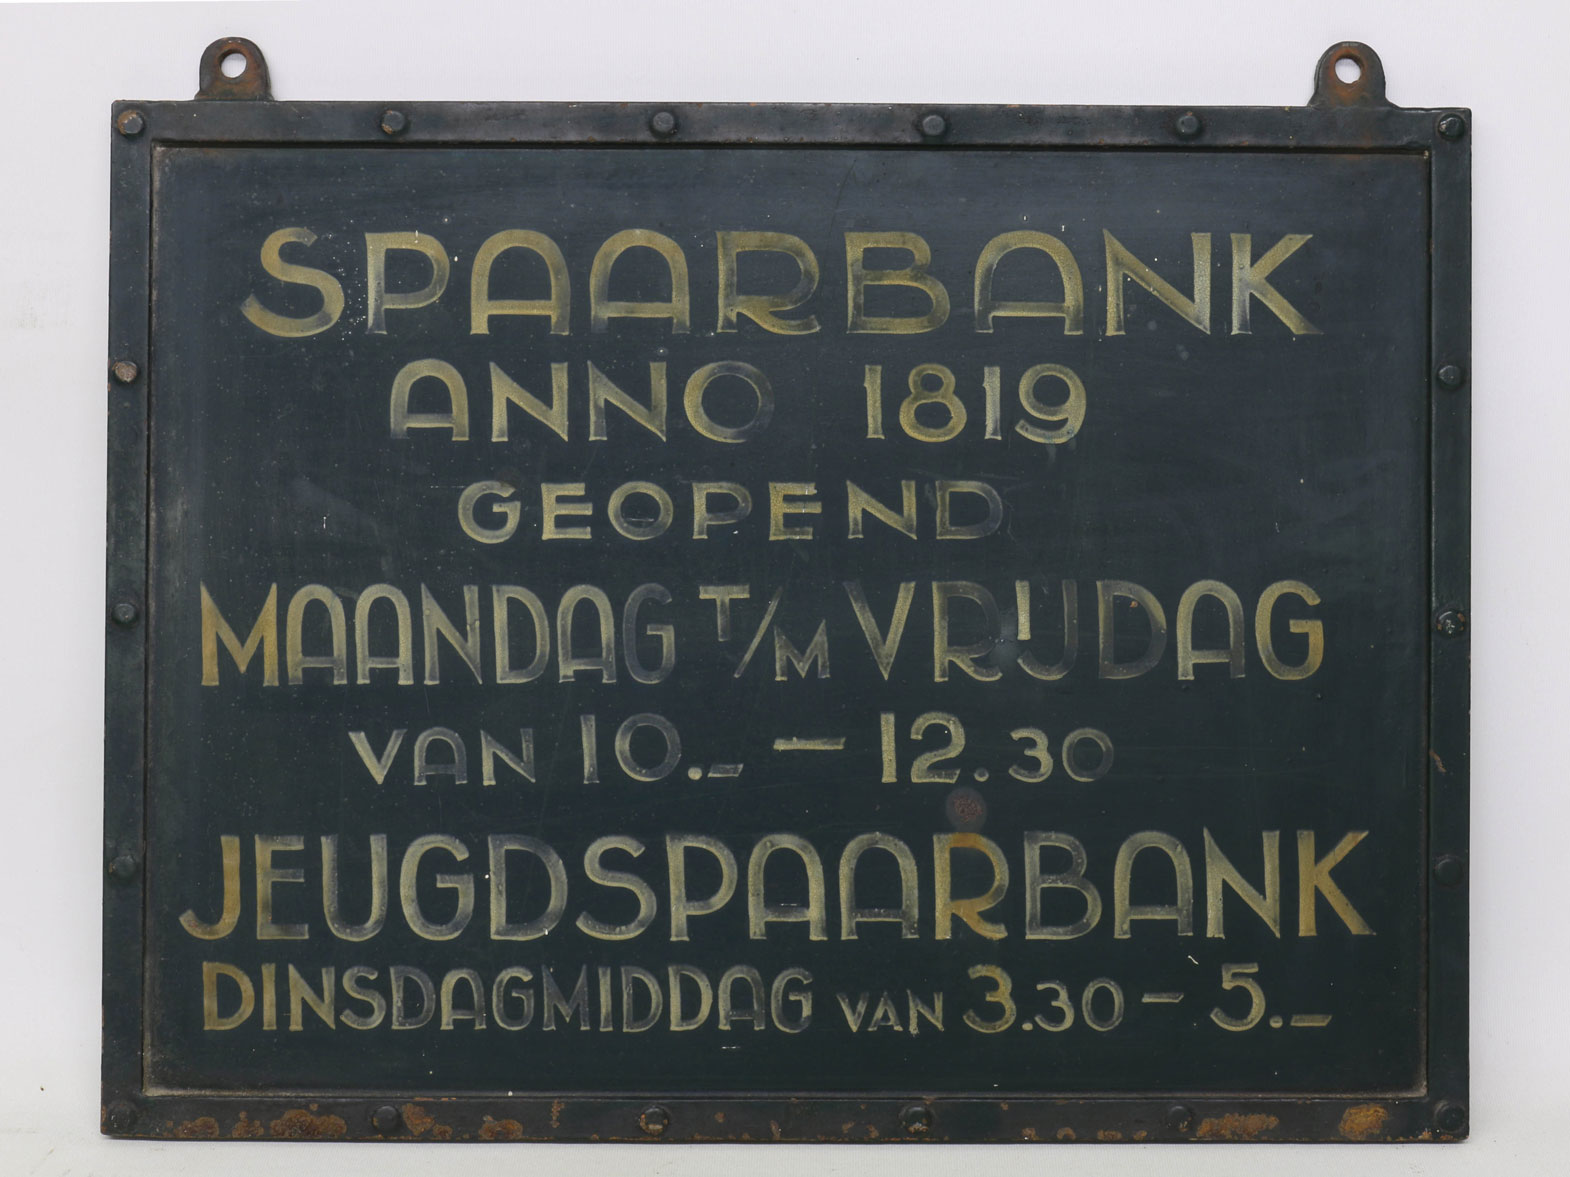 SPAARBANK
ANNO 1819
GEOPEND
MAANDAG T/M VRIJDAG
VAN 10.– – 12.30
JEUGDSPAARBANK
DINSDAGMIDDAG VAN 3.30 – 5.–